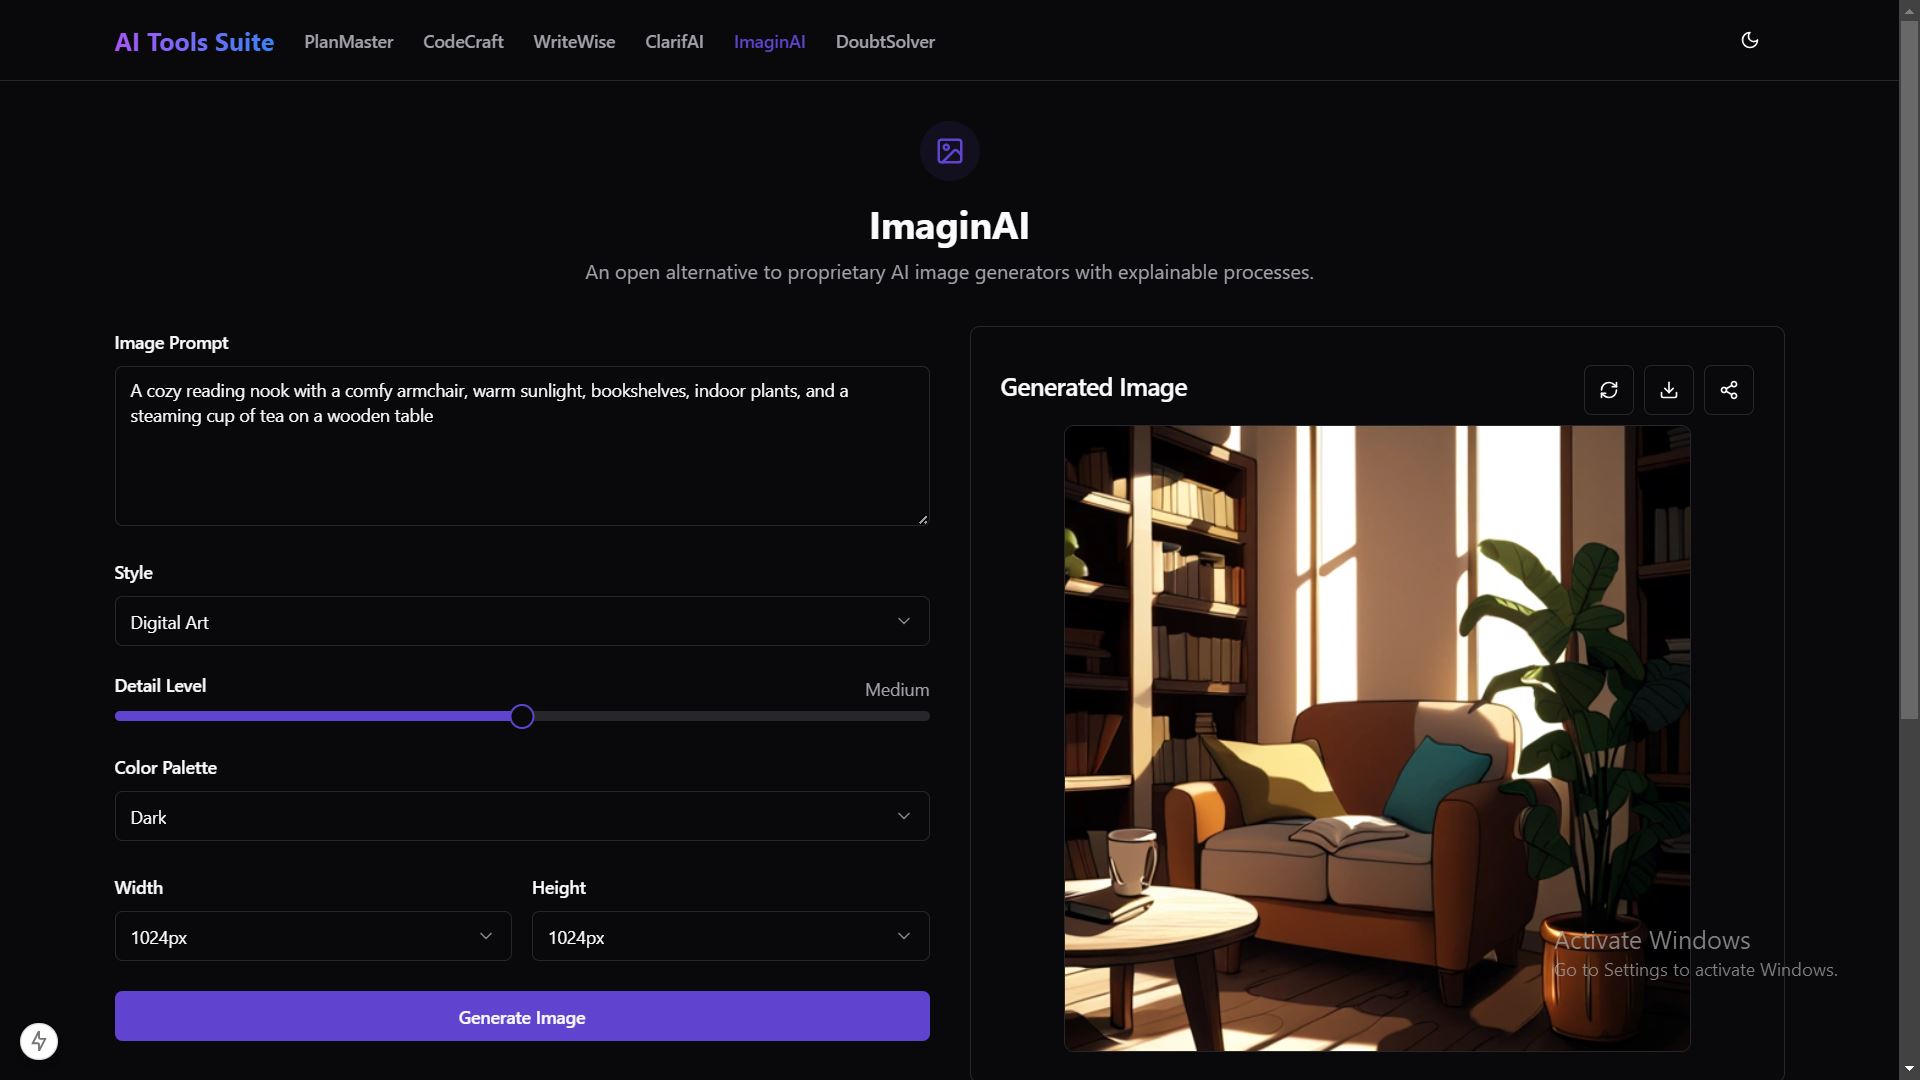 AI Tools Suite
PlanMaster
CodeCraft
WriteWise
ClarifAI
ImaginAI
DoubtSolver
ImaginAI
An open alternative to proprietary AI image generators with explainable processes.
Image Prompt
A cozy reading nook with a comfy armchair, warm sunlight, bookshelves, indoor plants, and a
steaming cup of tea on a wooden table
Style
Digital Art
Detail Level
Medium
Color Palette
Dark
Width
Height
1024px
1024px
Generate Image
Generated Image
Activate Windows
Go to Settings to activate Windows.